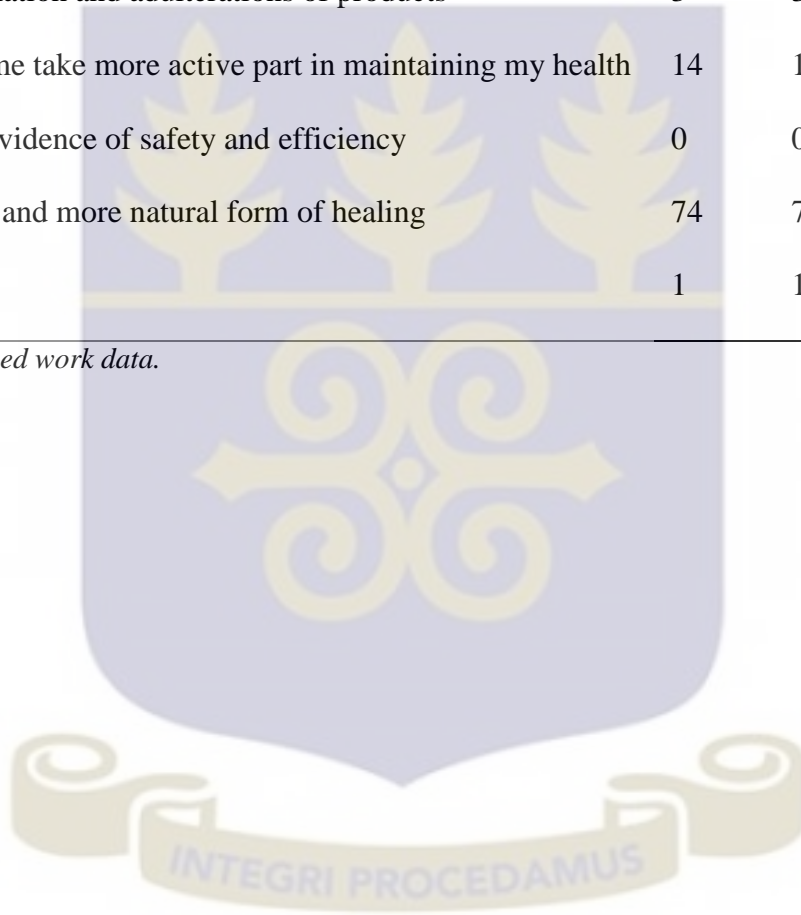 and adulterations of products
me take more active part in maintaining my health 14 1
vidence of safety and efficiency 0 0
and more natural form of healing 74 7
1 1
ed work data.
INTEGRI PROCEDAMUS